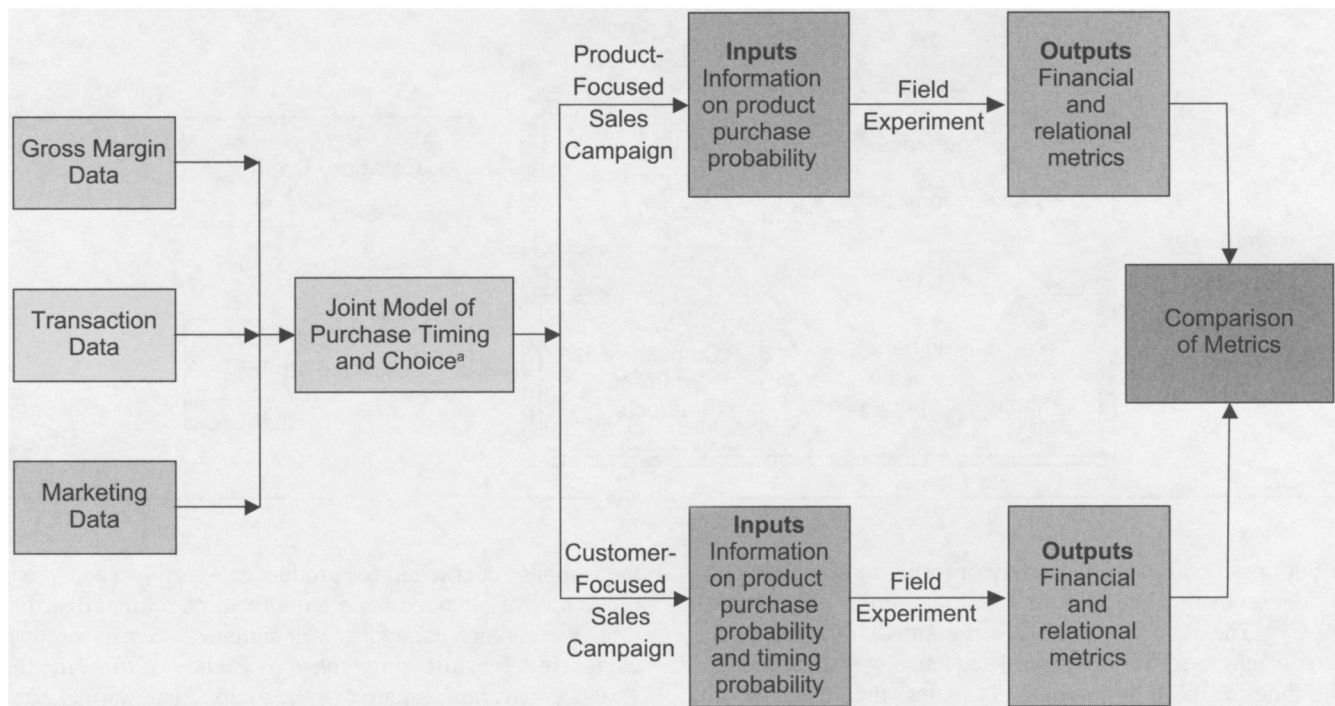 Gross Margin
Data
Transaction
Data
Marketing
Data
Joint Model of
Purchase Timing
and Choiceª
Product-
Focused
Sales
Campaign
Inputs
Information
on product
purchase
probability
Field
Experiment
Outputs
Financial
and
relational
metrics
Customer-
Focused
Sales
Campaign
Inputs
Information
on product
purchase
probability
and timing
probability
Field
Experiment
Outputs
Financial
and
relational
metrics
Comparison
of Metrics